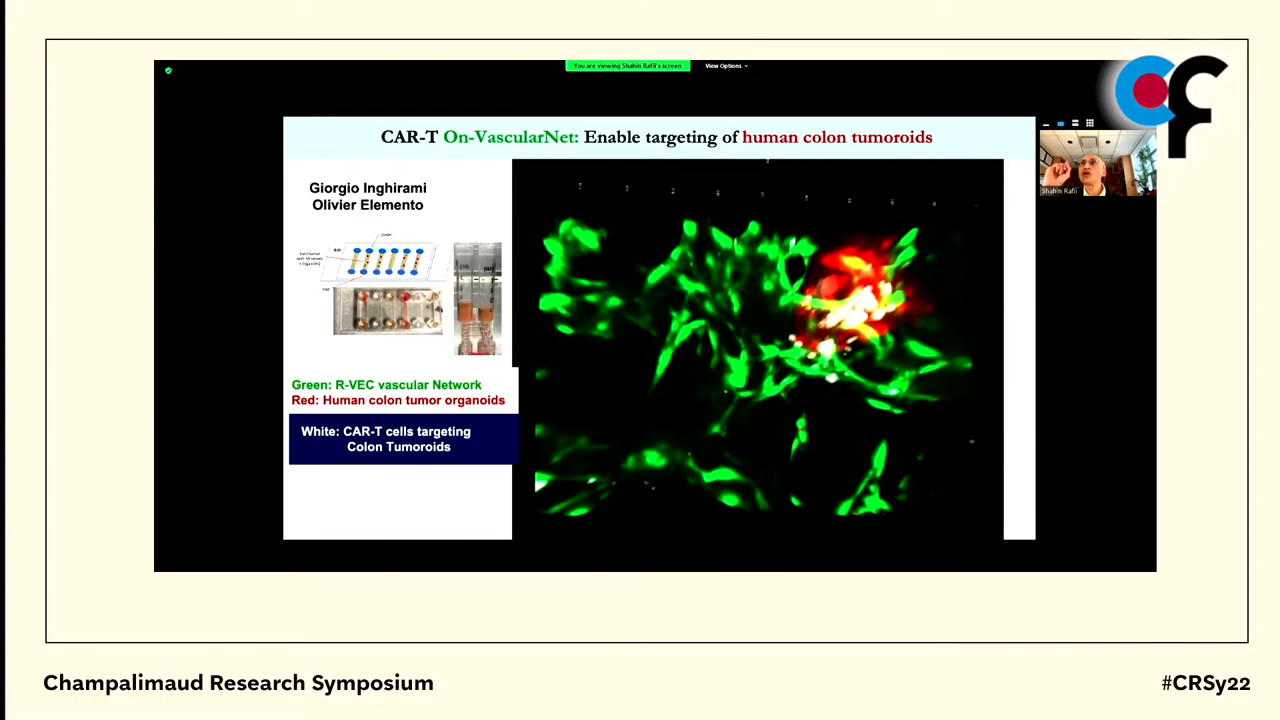 You are viewing Shahin Rafii's screen
View Options
cf
CAR-T On-VascularNet: Enable targeting of human colon tumoroids
Shahin Rafii
Giorgio Inghirami
Olivier Elemento
Green: R-VEC vascular Network
Red: Human colon tumor organoids
White: CAR-T cells targeting
Colon Tumoroids
Champalimaud Research Symposium
#CRSy22